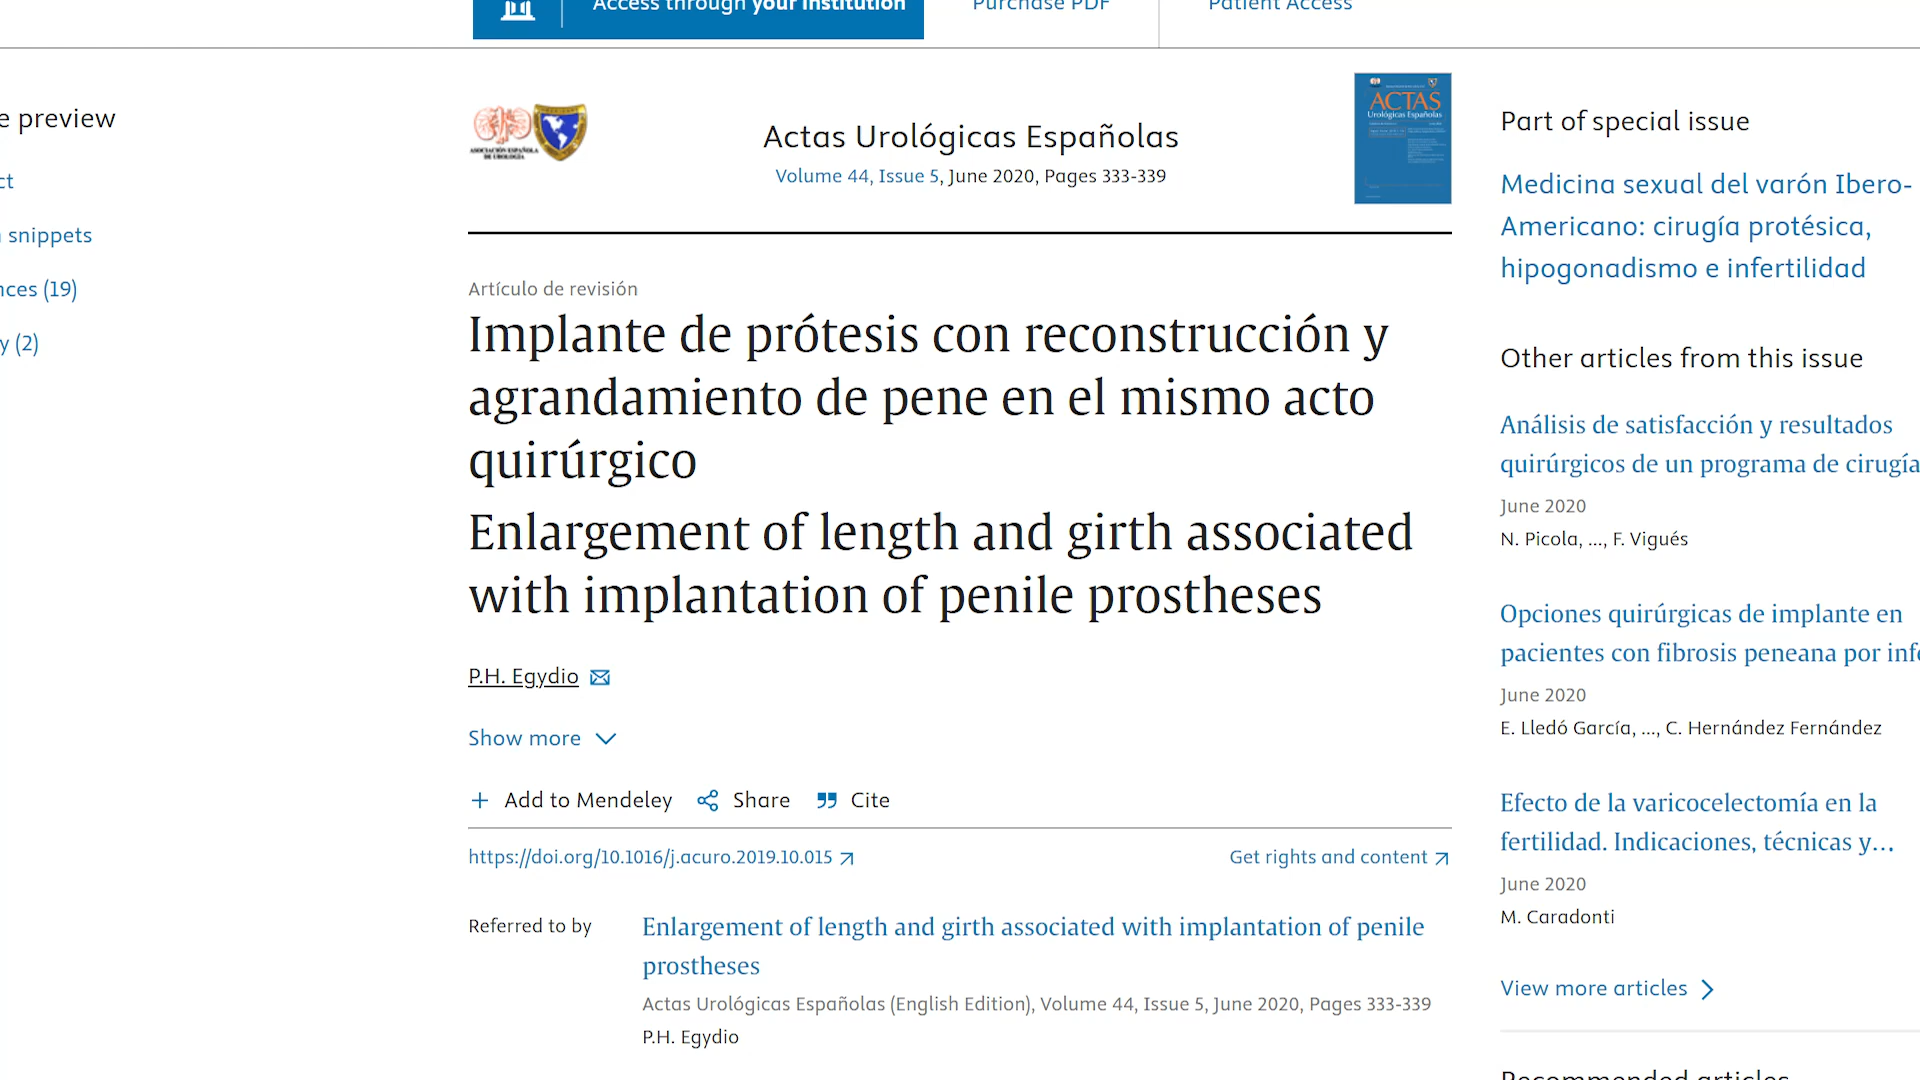 Access through your institution
Purchase PDF
Patient Access
e preview
ct
snippets
nces (19)
y (2)
ASOCIACIÓN ESPAÑOLA
DE UROLOGÍA
Actas Urológicas Españolas
Volume 44, Issue 5, June 2020, Pages 333-339
ACTAS
Urológicas Españolas
Artículo de revisión
Implante de prótesis con reconstrucción y
agrandamiento de pene en el mismo acto
quirúrgico
Enlargement of length and girth associated
with implantation of penile prostheses
P.H. Egydio
Show more
Add to Mendeley
Share
Cite
https://doi.org/10.1016/j.acuro.2019.10.015
Get rights and content
Referred to by
Enlargement of length and girth associated with implantation of penile
prostheses
Actas Urológicas Españolas (English Edition), Volume 44, Issue 5, June 2020, Pages 333-339
P.H. Egydio
Part of special issue
Medicina sexual del varón Ibero-
Americano: cirugía protésica,
hipogonadismo e infertilidad
Other articles from this issue
Análisis de satisfacción y resultados
quirúrgicos de un programa de cirugía
June 2020
N. Picola, ..., F. Vigués
Opciones quirúrgicas de implante en
pacientes con fibrosis peneana por infe
June 2020
E. Lledó García, ..., C. Hernández Fernández
Efecto de la varicocelectomía en la
fertilidad. Indicaciones, técnicas y...
June 2020
M. Caradonti
View more articles
Recommended articles